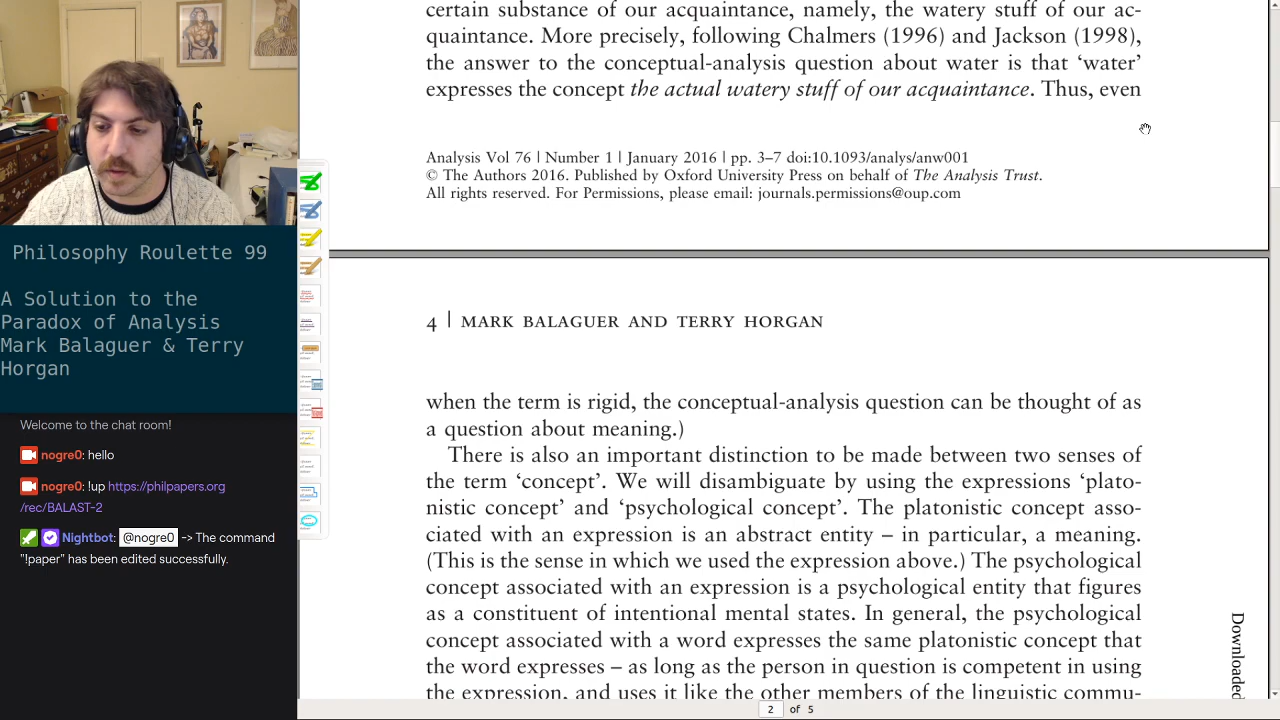 certain substance of our acquaintance, namely, the watery stuff of our ac-
quaintance. More precisely, following Chalmers (1996) and Jackson (1998),
the answer to the conceptual-analysis question about water is that ‘water’
expresses the concept the actual watery stuff of our acquaintance. Thus, even
Analysis Vol 76 | Number 1 | January 2016 | pp. 3–7 doi:10.1093/analys/anw001
© The Authors 2016. Published by Oxford University Press on behalf of The Analysis Trust.
All rights reserved. For Permissions, please email: journals.permissions@oup.com
4 | MARK BALAGUER AND TERRY HORGAN
when the term is rigid, the conceptual-analysis question can be thought of as
a question about meaning.)
There is also an important distinction to be made between two senses of
the term ‘concept’. We will disambiguate by using the expressions ‘plato-
nistic concept’ and ‘psychological concept’. The platonistic concept asso-
ciated with an expression is an abstract entity – in particular, a meaning.
(This is the sense in which we used the expression above.) The psychological
concept associated with an expression is a psychological entity that figures
as a constituent of intentional mental states. In general, the psychological
concept associated with a word expresses the same platonistic concept that
the word expresses – as long as the person in question is competent in using
the expression, and uses it like the other members of the linguistic commu-
Downloaded
2 of 5
Philosophy Roulette 99
A Solution to the
Paradox of Analysis
Mark Balaguer & Terry
Horgan
Welcome to the chat room!
nogre0: hello
nogre0: !up https://philpapers.org
/rec/BALAST-2
Nightbot: @nogre0 -> The command
"!paper" has been edited successfully.